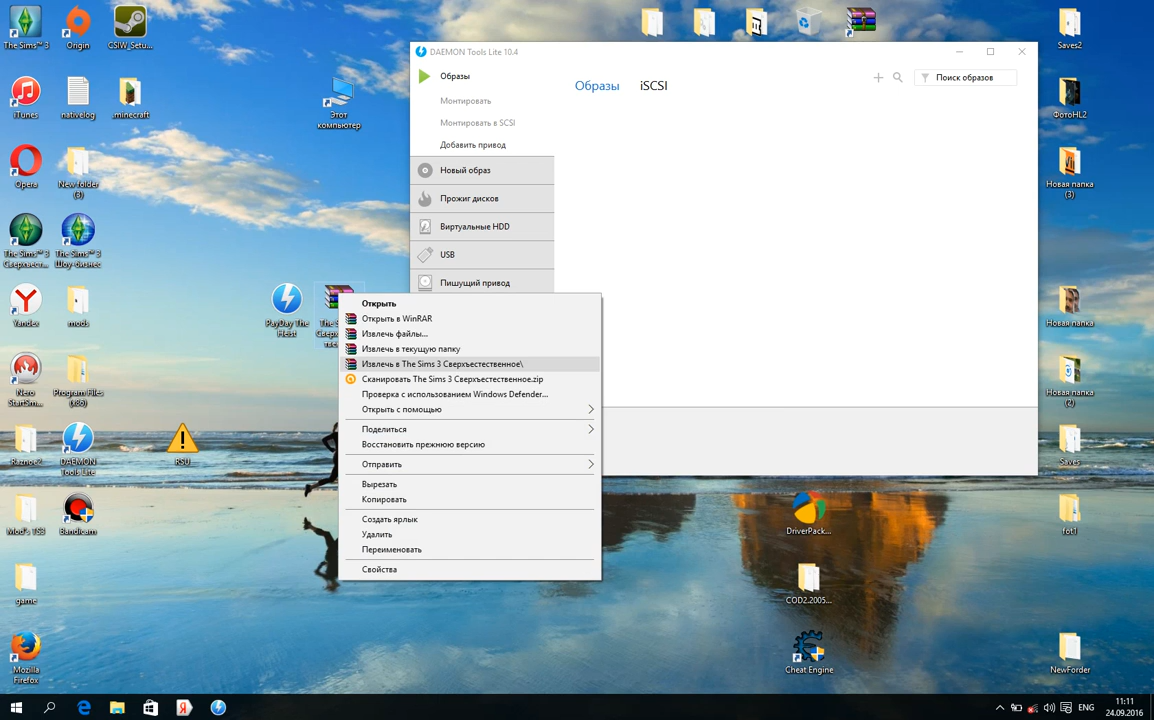 The Sims™ 3
Origin
CSIW_Setu...
Saves2
DAEMON Tools Lite 10.4
Образы
Монтировать
Монтировать в SCSI
Добавить привод
Новый образ
Прожиг дисков
Виртуальные HDD
USB
Пишущий привод
Образы
iSCSI
Поиск образов
iTunes
nativelog
.minecraft
Этот
компьютер
ФотоHL2
Opera
New folder
(3)
Новая папка
(3)
The Sims™ 3
Сверхъест...
The Sims™ 3
Шоу-бизнес
Yandex
mods
PayDay The
Heist
Новая папка
Nero
StartSm...
Program Files
(x86)
Новая папка
(2)
Raznoe2
DAEMON
Tools Lite
RSU
Saves
Mod's TS3
Bandicam
DriverPack...
fot1
game
COD2.2005...
Mozilla
Firefox
Cheat Engine
NewForder
Открыть
Открыть в WinRAR
Извлечь файлы...
Извлечь в текущую папку
Извлечь в The Sims 3 Сверхъестественное\
Сканировать The Sims 3 Сверхъестественное.zip
Проверка с использованием Windows Defender...
Открыть с помощью
Поделиться
Восстановить прежнюю версию
Отправить
Вырезать
Копировать
Создать ярлык
Удалить
Переименовать
Свойства
ENG
11:11
24.09.2016